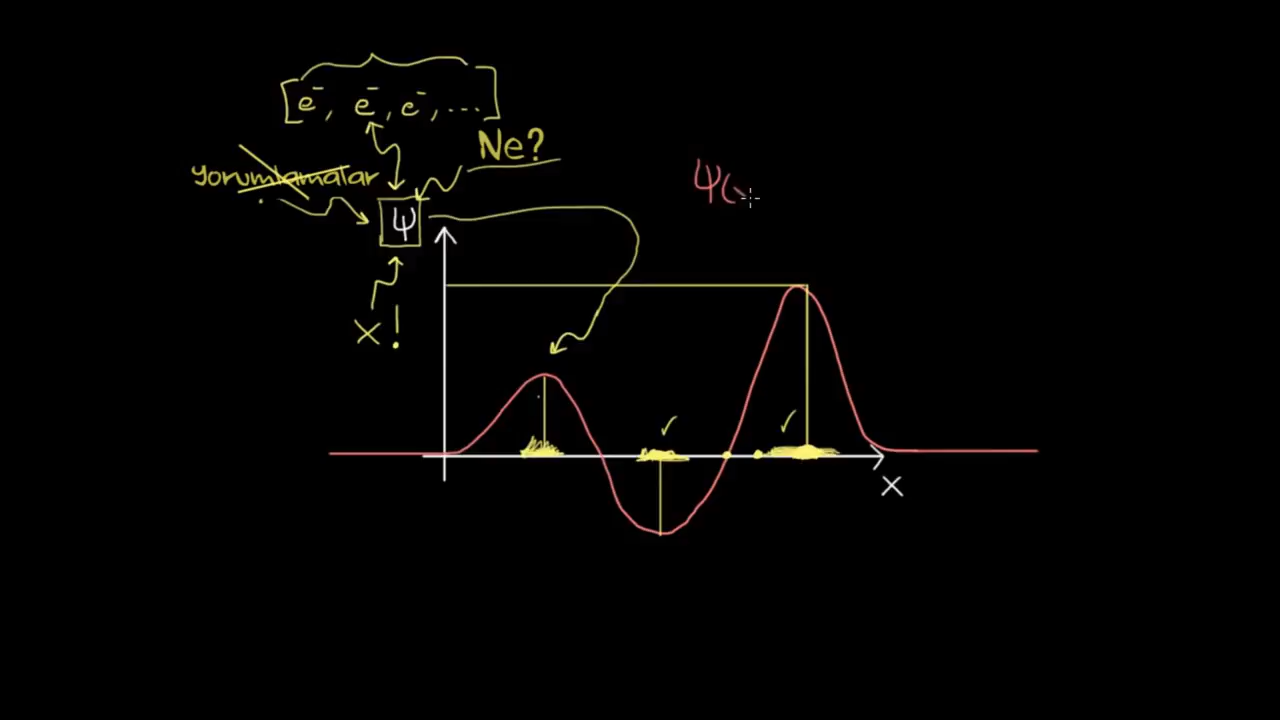 [e⁻, e⁻, e⁻, ....]
Ne?
yorumlamalar
Ψ(
Ψ
x!
x